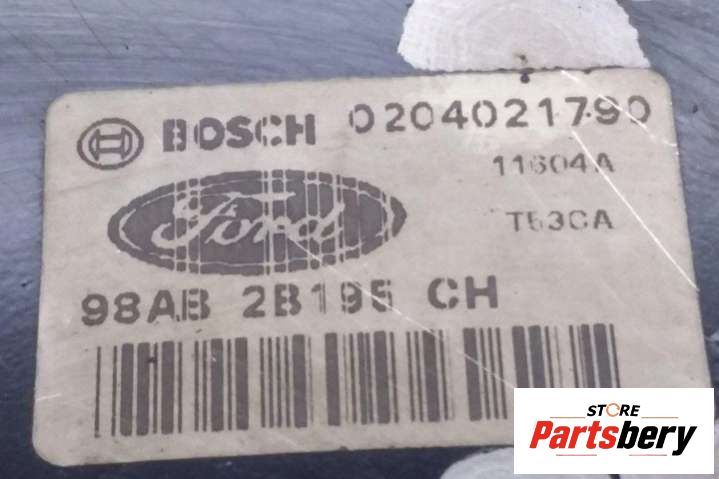 BOSCH 0204021790
11604A
Ford
T53CA
98AB 2B195 CH
STORE
Partsbery